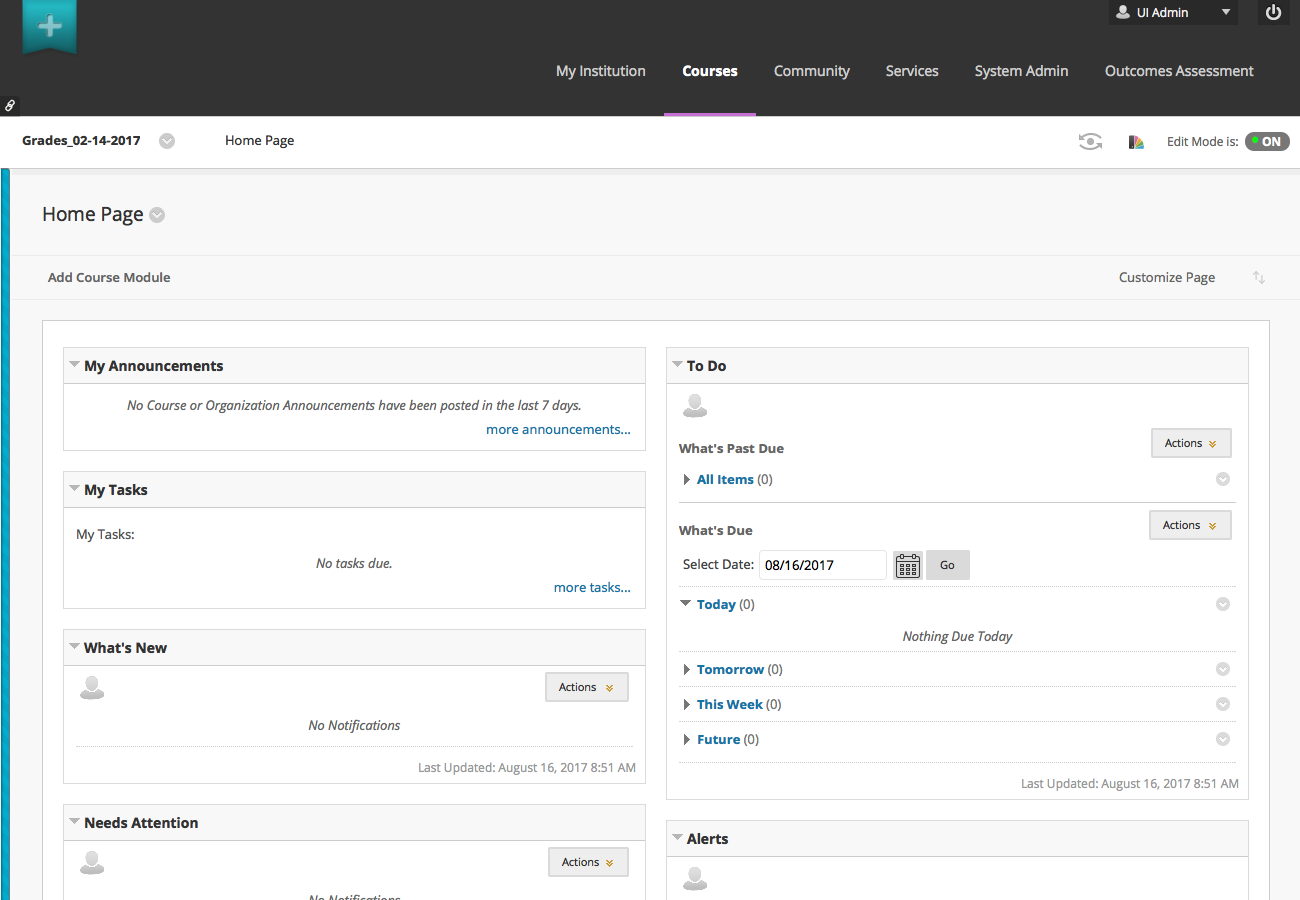 UI Admin
My Institution Courses Community Services System Admin Outcomes Assessment
Grades_02-14-2017 Home Page Edit Mode is: ON
Home Page
Add Course Module Customize Page
My Announcements
No Course or Organization Announcements have been posted in the last 7 days.
more announcements...
My Tasks
My Tasks:
No tasks due.
more tasks...
What's New
Actions
No Notifications
Last Updated: August 16, 2017 8:51 AM
Needs Attention
Actions
No Notifications
To Do
What's Past Due Actions
All Items (0)
What's Due Actions
Select Date: 08/16/2017 Go
Today (0)
Nothing Due Today
Tomorrow (0)
This Week (0)
Future (0)
Last Updated: August 16, 2017 8:51 AM
Alerts